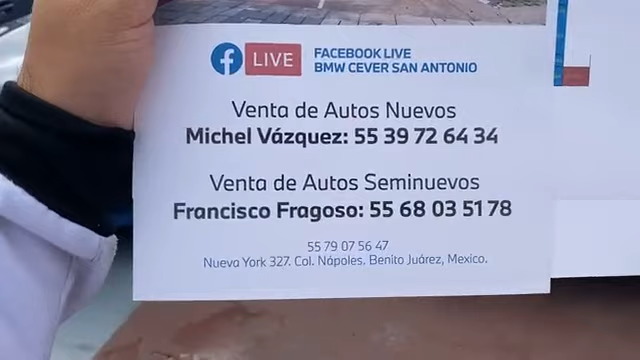 f LIVE FACEBOOK LIVE
BMW CEVER SAN ANTONIO
Venta de Autos Nuevos
Michel Vázquez: 55 39 72 64 34
Venta de Autos Seminuevos
Francisco Fragoso: 55 68 03 51 78
55 79 07 56 47
Nueva York 327. Col. Nápoles. Benito Juárez, Mexico.